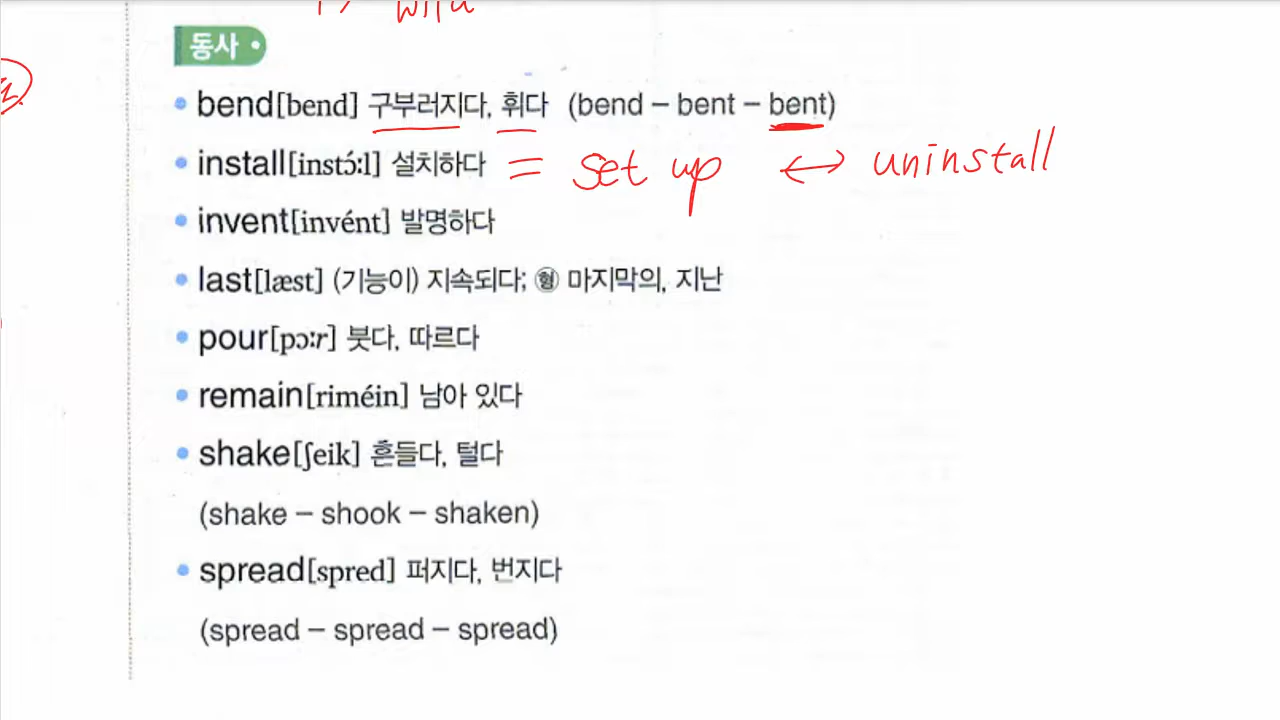 동사
bend[bend] 구부러지다, 휘다 (bend – bent – bent)
install[instɔ́ːl] 설치하다 = set up ↔ uninstall
invent[invént] 발명하다
last[læst] (기능이) 지속되다; 형 마지막의, 지난
pour[pɔːr] 붓다, 따르다
remain[riméin] 남아 있다
shake[ʃeik] 흔들다, 털다
(shake – shook – shaken)
spread[spred] 퍼지다, 번지다
(spread – spread – spread)